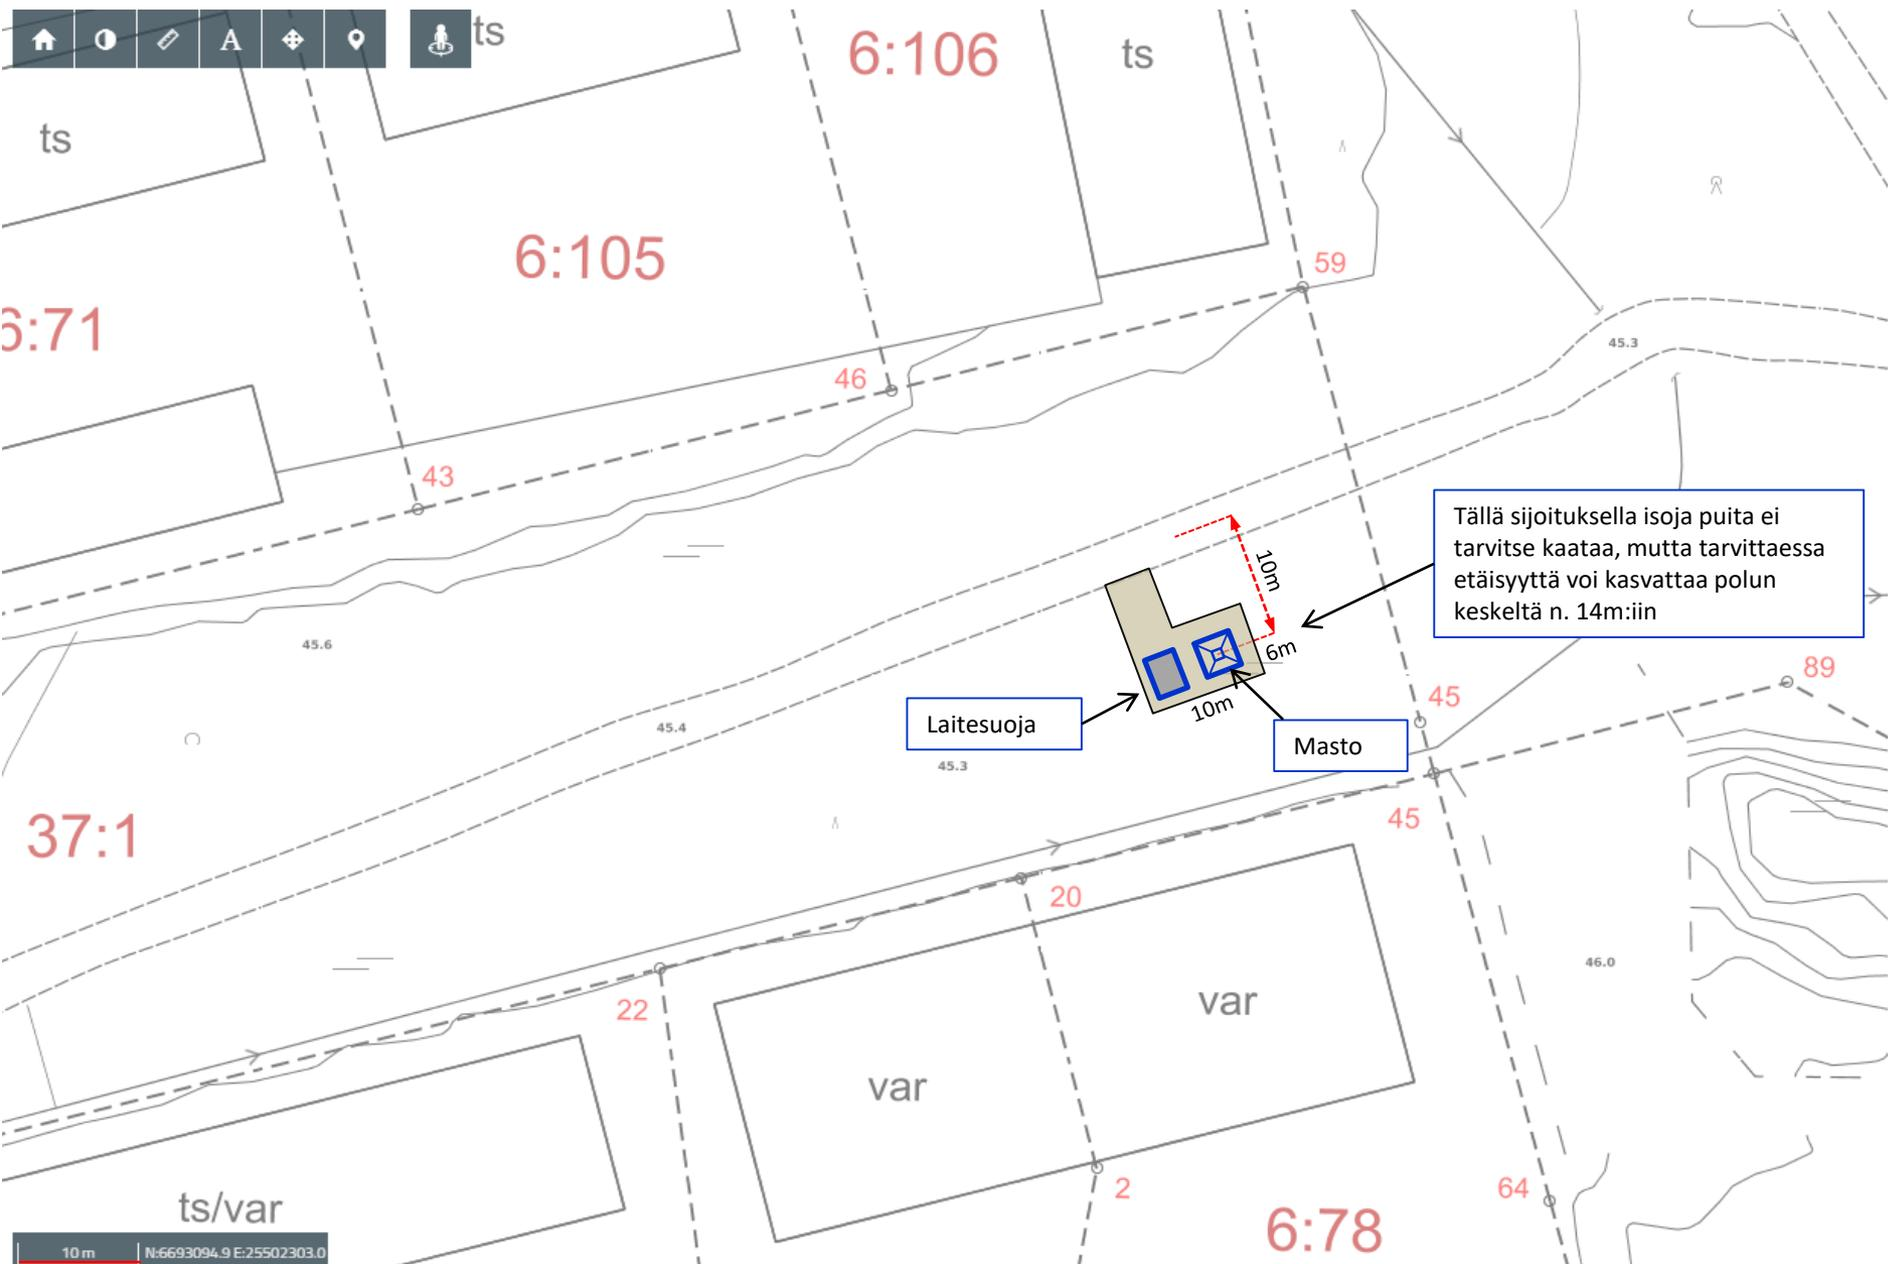 A
ts
6:106
ts
ts
59
6:105
45.3
6:71
46
43
Tällä sijoituksella isoja puita ei
tarvitse kaataa, mutta tarvittaessa
etäisyyttä voi kasvattaa polun
keskeltä n. 14m:iin
10m
6m
45.6
89
45
10m
Laitesuoja
45.4
Masto
45.3
45
37:1
20
46.0
22
var
var
2
64
ts/var
6:78
10 m
N:6693094.9 E:25502303.0